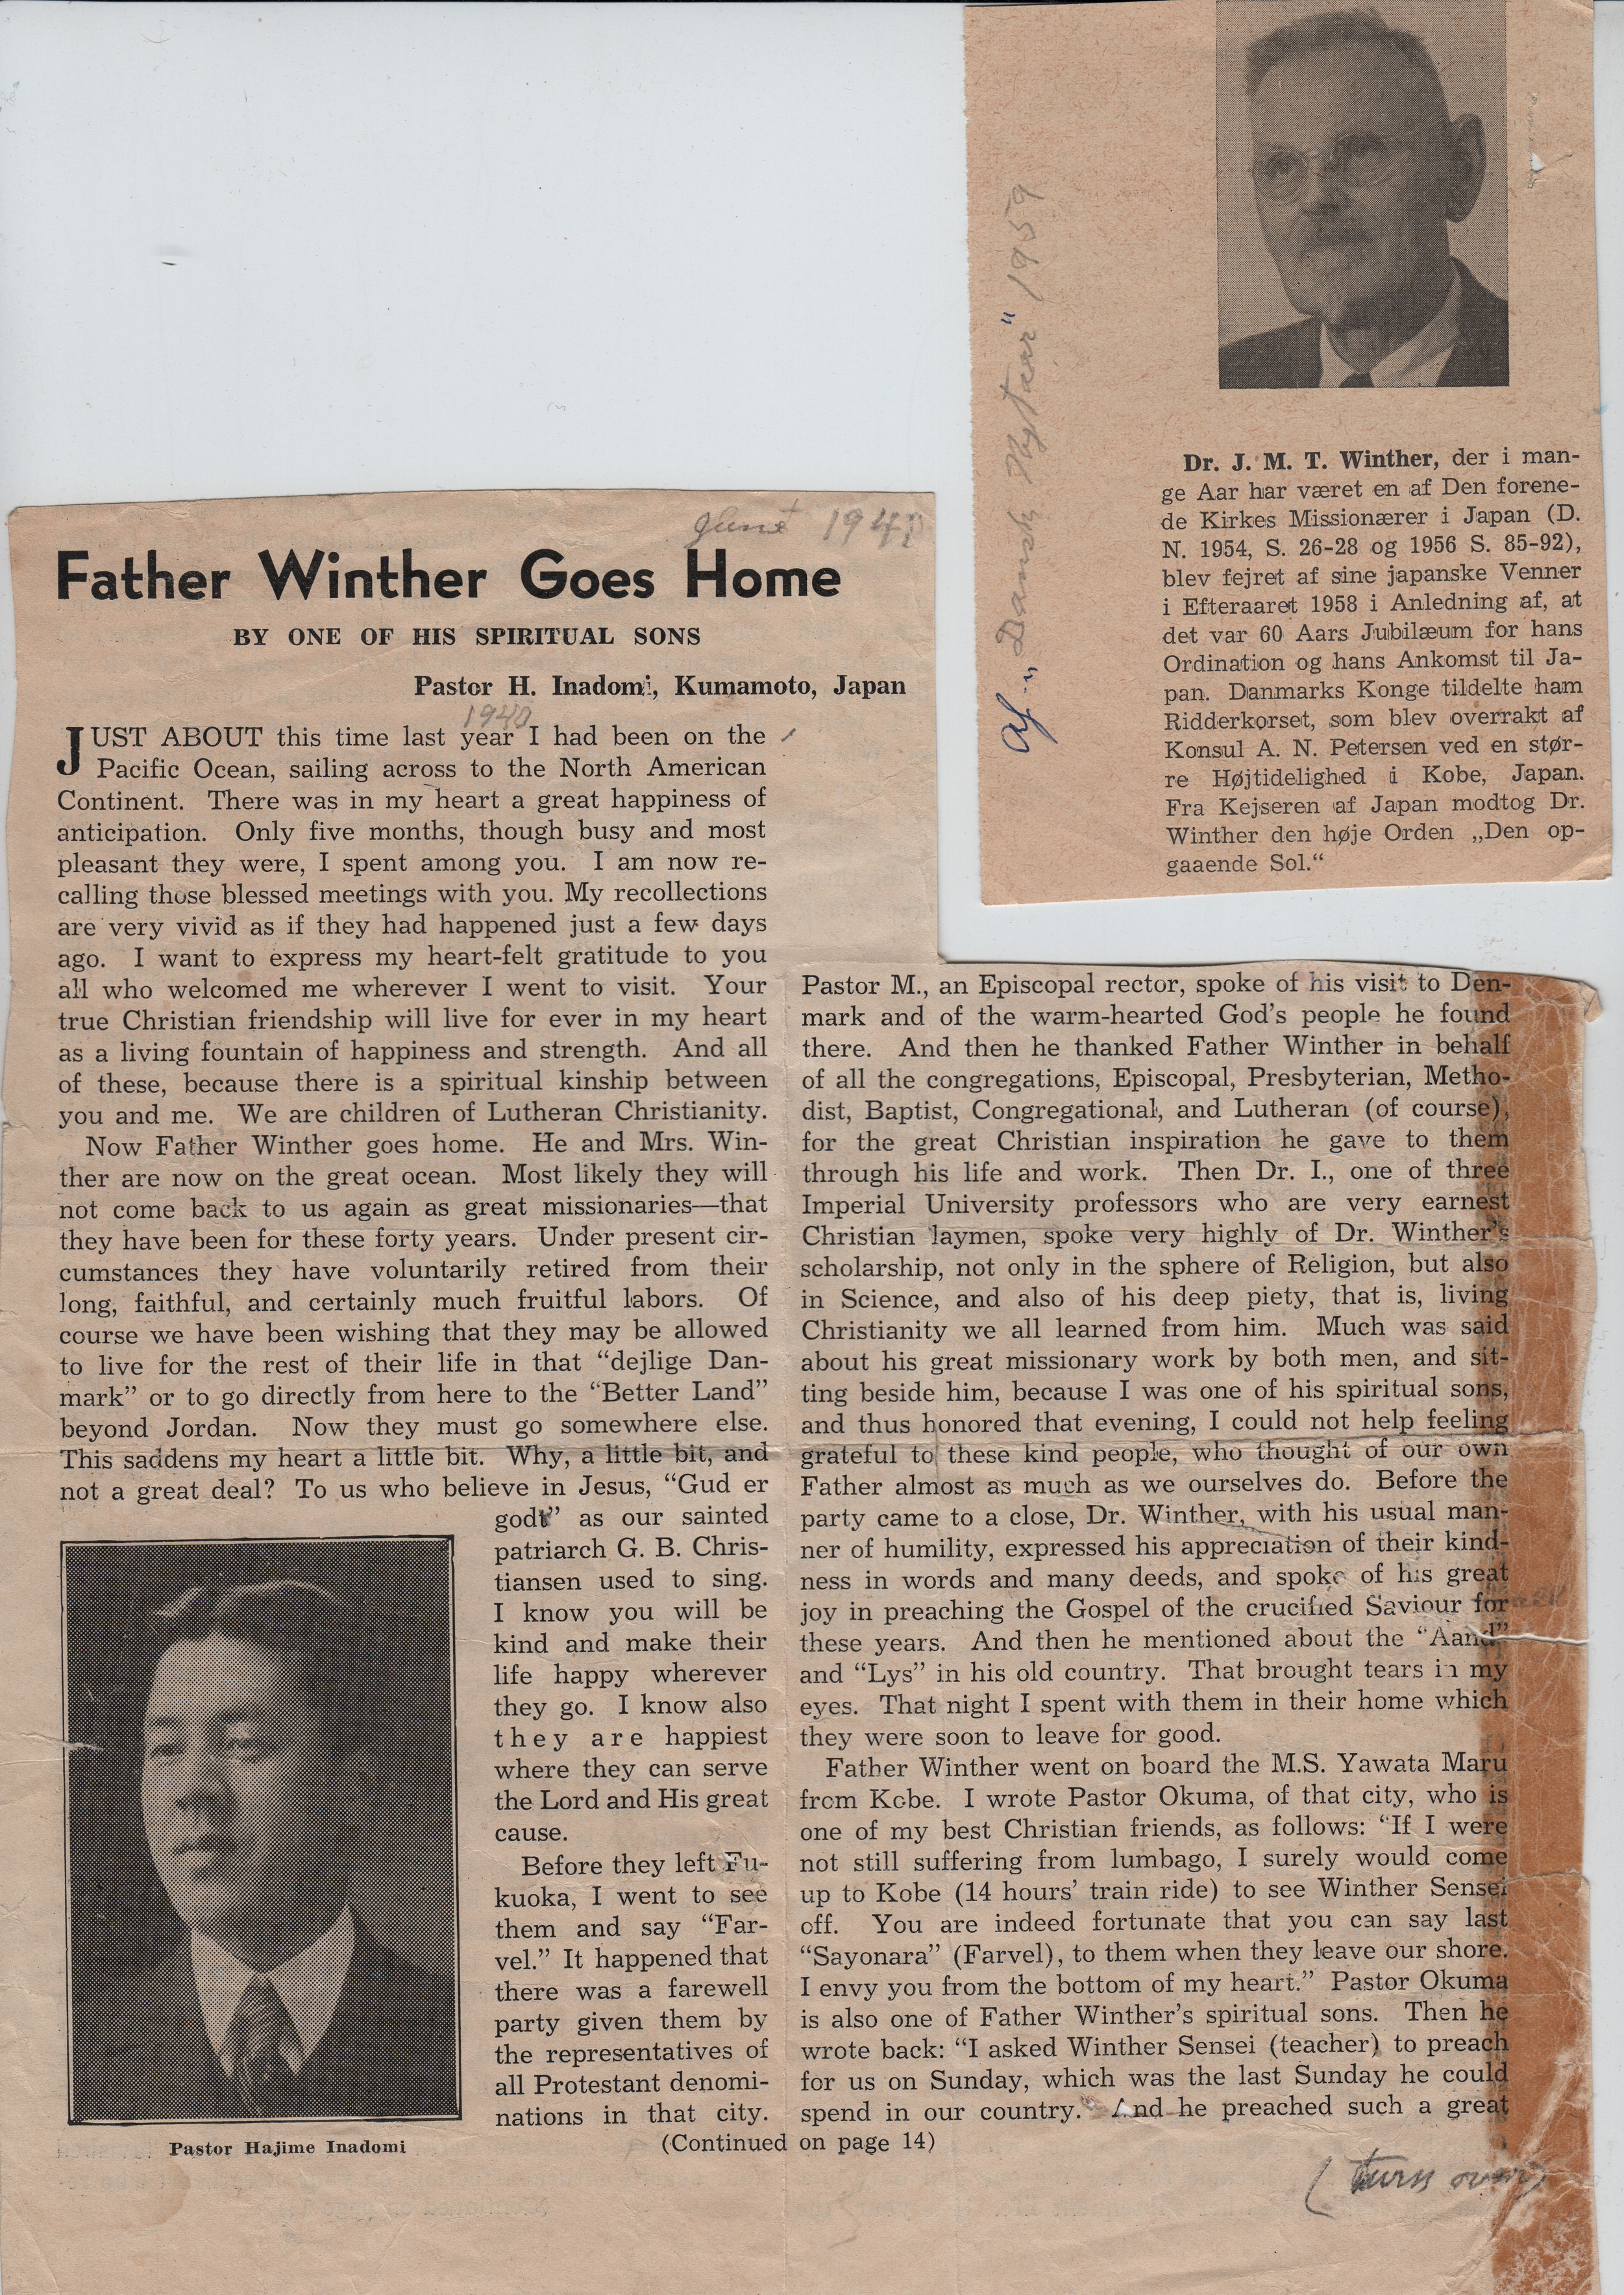 June 1941
Father Winther Goes Home
BY ONE OF HIS SPIRITUAL SONS
Pastor H. Inadomi, Kumamoto, Japan
1940
JUST ABOUT this time last year I had been on the
Pacific Ocean, sailing across to the North American
Continent. There was in my heart a great happiness of
anticipation. Only five months, though busy and most
pleasant they were, I spent among you. I am now re-
calling those blessed meetings with you. My recollections
are very vivid as if they had happened just a few days
ago. I want to express my heart-felt gratitude to you
all who welcomed me wherever I went to visit. Your
true Christian friendship will live for ever in my heart
as a living fountain of happiness and strength. And all
of these, because there is a spiritual kinship between
you and me. We are children of Lutheran Christianity.
Now Father Winther goes home. He and Mrs. Win-
ther are now on the great ocean. Most likely they will
not come back to us again as great missionaries—that
they have been for these forty years. Under present cir-
cumstances they have voluntarily retired from their
long, faithful, and certainly much fruitful labors. Of
course we have been wishing that they may be allowed
to live for the rest of their life in that “dejlige Dan-
mark” or to go directly from here to the “Better Land”
beyond Jordan. Now they must go somewhere else.
This saddens my heart a little bit. Why, a little bit, and
not a great deal? To us who believe in Jesus, “Gud er
godt” as our sainted
patriarch G. B. Chris-
tiansen used to sing.
I know you will be
kind and make their
life happy wherever
they go. I know also
they are happiest
where they can serve
the Lord and His great
cause.
Before they left Fu-
kuoka, I went to see
them and say “Far-
vel.” It happened that
there was a farewell
party given them by
the representatives of
all Protestant denomi-
nations in that city.
Pastor Hajime Inadomi
Pastor M., an Episcopal rector, spoke of his visit to Den-
mark and of the warm-hearted God’s people he found
there. And then he thanked Father Winther in behalf
of all the congregations, Episcopal, Presbyterian, Metho-
dist, Baptist, Congregational, and Lutheran (of course),
for the great Christian inspiration he gave to them
through his life and work. Then Dr. I., one of three
Imperial University professors who are very earnest
Christian laymen, spoke very highly of Dr. Winther’s
scholarship, not only in the sphere of Religion, but also
in Science, and also of his deep piety, that is, living
Christianity we all learned from him. Much was said
about his great missionary work by both men, and sit-
ting beside him, because I was one of his spiritual sons,
and thus honored that evening, I could not help feeling
grateful to these kind people, who thought of our own
Father almost as much as we ourselves do. Before the
party came to a close, Dr. Winther, with his usual man-
ner of humility, expressed his appreciation of their kind-
ness in words and many deeds, and spoke of his great
joy in preaching the Gospel of the crucified Saviour for
these years. And then he mentioned about the “Aand”
and “Lys” in his old country. That brought tears in my
eyes. That night I spent with them in their home which
they were soon to leave for good.
Father Winther went on board the M.S. Yawata Maru
from Kobe. I wrote Pastor Okuma, of that city, who is
one of my best Christian friends, as follows: “If I were
not still suffering from lumbago, I surely would come
up to Kobe (14 hours’ train ride) to see Winther Sensei
off. You are indeed fortunate that you can say last
“Sayonara” (Farvel), to them when they leave our shore.
I envy you from the bottom of my heart.” Pastor Okuma
is also one of Father Winther’s spiritual sons. Then he
wrote back: “I asked Winther Sensei (teacher) to preach
for us on Sunday, which was the last Sunday he could
spend in our country. And he preached such a great
(Continued on page 14)
(turn over)
af. „Dansk Nytaar“ 1959
Dr. J. M. T. Winther, der i man-
ge Aar har været en af Den forene-
de Kirkes Missionærer i Japan (D.
N. 1954, S. 26-28 og 1956 S. 85-92),
blev fejret af sine japanske Venner
i Efteraaret 1958 i Anledning af, at
det var 60 Aars Jubilæum for hans
Ordination og hans Ankomst til Ja-
pan. Danmarks Konge tildelte ham
Ridderkorset, som blev overrakt af
Konsul A. N. Petersen ved en stør-
re Højtidelighed i Kobe, Japan.
Fra Kejseren af Japan modtog Dr.
Winther den høje Orden „Den op-
gaaende Sol.“